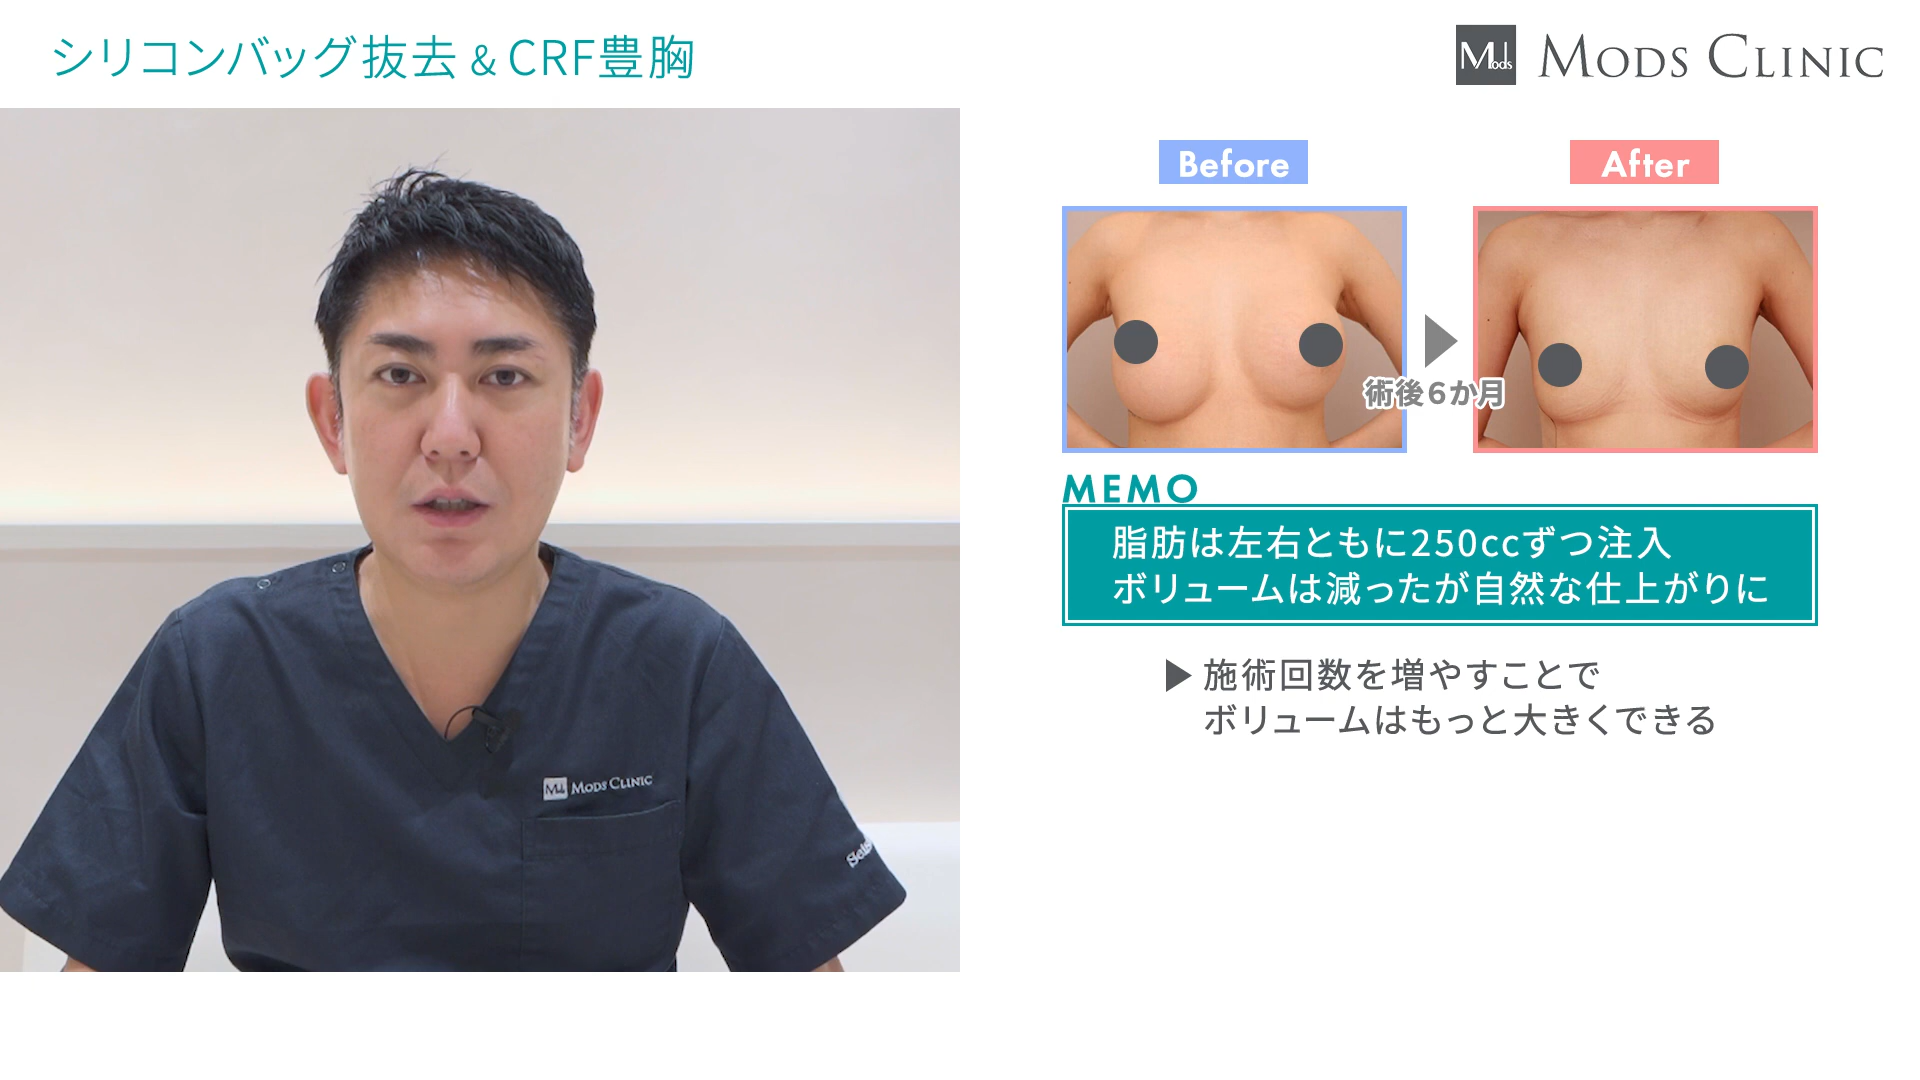 シリコンバッグ抜去 & CRF豊胸
Mods
MODS CLINIC
Before
After
術後6か月
MEMO
脂肪は左右ともに250ccずつ注入
ボリュームは減ったが自然な仕上がりに
▶施術回数を増やすことで
ボリュームはもっと大きくできる
MODS CLINIC